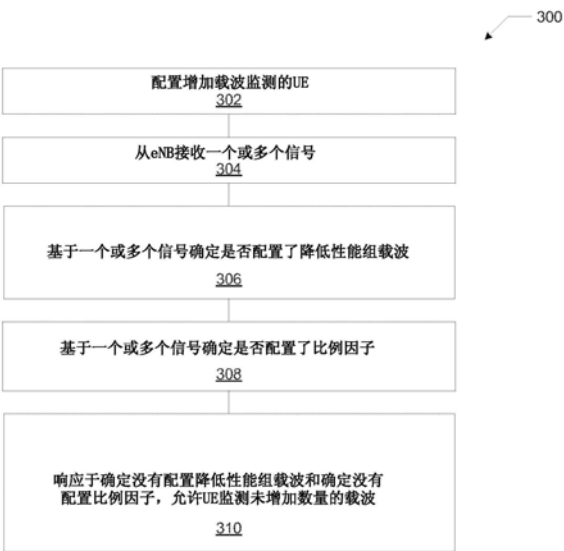 300
配置增加载波监测的UE
302
从eNB接收一个或多个信号
304
基于一个或多个信号确定是否配置了降低性能组载波
306
基于一个或多个信号确定是否配置了比例因子
308
响应于确定没有配置降低性能组载波和确定没有
配置比例因子，允许UE监测未增加数量的载波
310